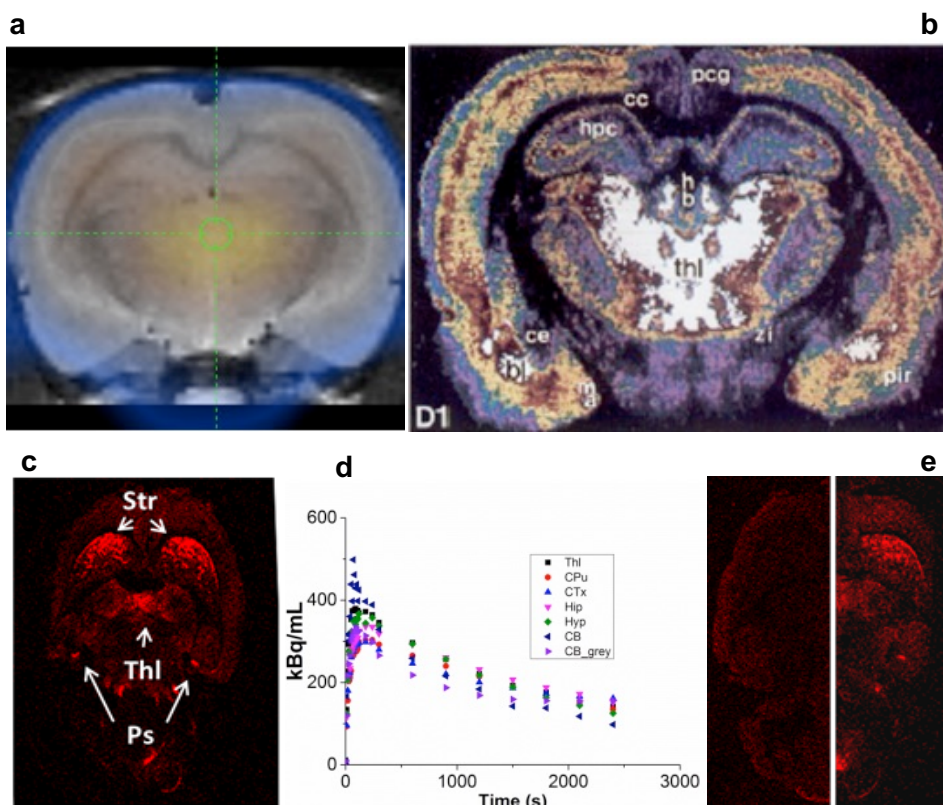 a
b
pcg
cc
hpc
h
b
thl
ce
zi
bl
m
pir
D1
c
d
e
Str
Thl
Ps
600
400
200
0
kBq/mL
Thl
CPu
CTx
Hip
Hyp
CB
CB_grey
0
1000
2000
3000
Time (s)